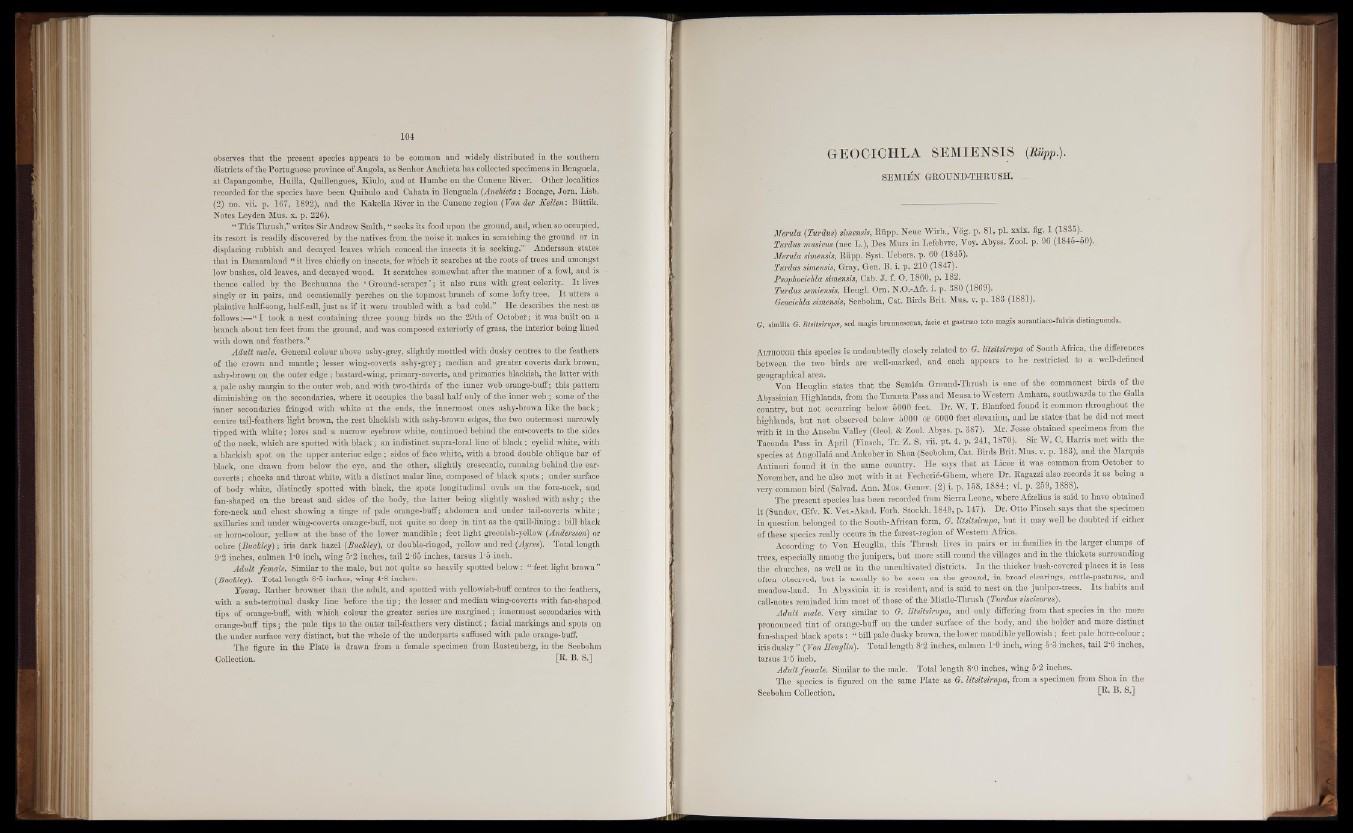 104
observes that the present species appears to be common and widely distributed in the southern
districts of the Portuguese province of Angola, as Senhor Anchieta has collected specimens in Benguela,
at Capangombe, Huilla, Quillengues, Kiulo, and at Humbe on the Cunene River. Other localities
recorded for the species have been Quibulo and Cahata in Benguela (Anchieta: Bocage, Jorn. Lisb.
(2) no. vii. p. 167, 1892), and the Kakella River in the Cunene region (Van der Kellen: Büttik.
Notes Leyden Mus. x. p. 226).
“This Thrush,” writes Sir Andrew Smith, “seeks its food upon the ground, and, when so occupied,
its resort is readily discovered by the natives from the noise it makes in scratching the ground or in
displacing rubbish and decayed leaves which conceal the insects it is seeking.” Andersson states
that in Damaraland “it lives chiefly on insects, for which it searches at the roots of trees and amongst
low bushes, old leaves, and decayed wood. It scratches somewhat after the manner of a fowl, and is
thence called by the Bechuanas the ‘Ground-scraper’; it also runs with great celerity. It lives
singly or in pairs, and occasionally perches on the topmost branch of some lofty tree. It utters a
plaintive half-song, half-call, just as if it were troubled with a bad cold.” He describes the nest as
follows:—“I took a nest containing three young birds on the 29th of October; it was built on a
branch about ten feet from the ground, and was composed exteriorly of grass, the interior being lined
with down and feathers.”
Adult male. General colour above ashy-grey, slightly mottled with dusky centres to the feathers
of the crown and mantle; lesser wing-coverts ashy-grey; median and greater coverts dark brown,
ashy-brown on the outer edge; bastard-wing, primary-coverts, and primaries blackish, the latter with
a pale ashy margin to the outer web, and with two-thirds of the inner web orange-buff; this pattern
diminishing on the secondaries, where it occupies the basal half only of the inner web; some of the
inner secondaries fringed with white at the ends, the innermost ones ashy-brown like the back;
centre tail-feathers light brown, the rest blackish with ashy-brown edges, the two outermost narrowly
tipped with white; lores and a narrow eyebrow white, continued behind the ear-coverts to the sides
of the neck, which are spotted with black; an indistinct supra-loral line of black; eyelid white, with
a blackish spot on the upper anterior edge; sides of face white, with a broad double oblique bar of
black, one drawn from below the eye, and the other, slightly crescentic, running behind the ear-
coverts; cheeks and throat white, with a distinct malar line, composed of black spots; under surface
of body white, distinctly spotted with black, the spots longitudinal ovals on the fore-neck, and
fan-shaped on the breast and sides of the body, the latter being slightly washed with ashy; the
fore-neck and chest showing a tinge of pale orange-buff; abdomen and under tail-coverts white;
axillaries and under wing-coverts orange-buff, not quite so deep in tint as the quill-lining: bill black
or horn-colour, yellow at the base of the lower mandible; feet light greenish-yellow (Andersson) or
ochre (Buckley); iris dark hazel (Buckley), or double-ringed, yellow and red (Ayres). Total length
9·2 inches, culmen 1·0 inch, wing 5·2 inches, tail 2·65 inches, tarsus 1·5 inch.
Adult female. Similar to the male, but not quite so heavily spotted below: “feet light brown”
(Buckley). Total length 8·5 inches, wing 4·8 inches.
Young. Rather browner than the adult, and spotted with yellowish-buff centres to the feathers,
with a sub-terminal dusky line before the tip; the lesser and median wing-coverts with fan-shaped
tips of orange-buff, with which colour the greater series are margined; innermost secondaries with
orange-buff tips; the pale tips to the outer tail-feathers very distinct; facial markings and spots on
the under surface very distinct, but the whole of the underparts suffused with pale orange-buff.
The figure in the Plate is drawn from a female specimen from Rustenberg, in the Seebohm
Collection. [R. B. S.]
GEOCICHLA SEMIENSIS (Rüpp.).
SEMIÉN GROUND-THRUSH.
Merula (Turdus) simensis, Rüpp. Neue Wirb., Vög. p. 81, pl. xxix. fig. 1 (1835).
Turdus musicus (nec L.), Des Murs in Lefebvre, Voy. Abyss. Zool. p. 96 (1845-50).
Merula simensis, Rüpp. Syst. Uebers. p. 60 (1845).
Turdus simensis, Gray, Gen. B. i. p. 210 (1847).
Psophocichla simensis, Cab. J. f. O. 1860, p. 182.
Turdus semiensis, Heugl. Orn. N.O.-Afr. i. p. 380 (1869).
Geocichla simensis, Seebohm, Cat. Birds Brit. Mus. v. p. 183 (1881).
G. similis G. litsitsirupæ, sed magis brunnescens, facie et gastræo toto magis aurantiaco-fulvis distinguenda.
Although this species is undoubtedly closely related to G. litsitsirupa of South Africa, the differences
between the two birds are well-marked, and each appears to be restricted to a well-defined
geographical area.
Von Heuglin states that the Semién Ground-Thrush is one of the commonest birds of the
Abyssinian Highlands, from the Taranta Pass and Mensa to Western Amhara, southwards to the Galla
country, but not occurring below 5000 feet. Dr. W. T. Blanford found it common throughout the
highlands, but not observed below 5000 or 6000 feet elevation, and he states that he did not meet
with it in the Anseba Valley (Geol. & Zool. Abyss. p. 357). Mr. Jesse obtained specimens from the
Taconda Pass in April (Finsch, Tr. Z. S. vii. pt. 4, p. 241, 1870). Sir W. C. Harris met with the
species at Angollalá and Ankober in Shoa (Seebohm, Cat. Birds Brit. Mus. v. p. 183), and the Marquis
Antinori found it in the same country. He says that at Licce it was common from October to
November, and he also met with it at Fecherié-Ghem, where Dr. Ragazzi also records it as being a
very common bird (Salvad. Ann. Mus. Genov. (2) i. p. 158, 1884; vi. p. 259, 1888).
The present species has been recorded from Sierra Leone, where Afzelius is said to have obtained
it (Sundev. Œfv. K. Vet.-Akad. Forh. Stockh. 1849, p. 147). Dr. Otto Finsch says that the specimen
in question belonged to the South-African form, G. litsitsirupa, but it may well be doubted if either
of these species really occurs in the forest-region of Western Africa.
According to Von Heuglin, this Thrush lives in pairs or in families in the larger clumps of
trees, especially among the junipers, but more still round the villages and in the thickets surrounding
the churches, as well as in the uncultivated districts. In the thicker bush-covered places it is less
often observed, but is usually to be seen on the ground, in broad clearings, cattle-pastures, and
meadow-land. In Abyssinia it is resident, and is said to nest on the juniper-trees. Its habits and
call-notes reminded him most of those of the Mistle-Thrush (Turdus viscivorus).
Adult male. Very similar to G. litsitsirupa, and only differing from that species in the more
pronounced tint of orange-buff on the under surface of the body, and the bolder and more distinct
fan-shaped black spots: “bill pale dusky brown, the lower mandible yellowish; feet pale horn-colour;
iris dusky” (Von Heuglin). Total length 8·2 inches, culmen 1·0 inch, wing 5·3 inches, tail 2·6 inches,
tarsus 1·5 inch.
Adult female. Similar to the male. Total length 8·0 inches, wing 5·2 inches.
The species is figured on the same Plate as G. litsitsirupa, from a specimen from Shoa in the
Seebohm Collection. [R. B. S.]